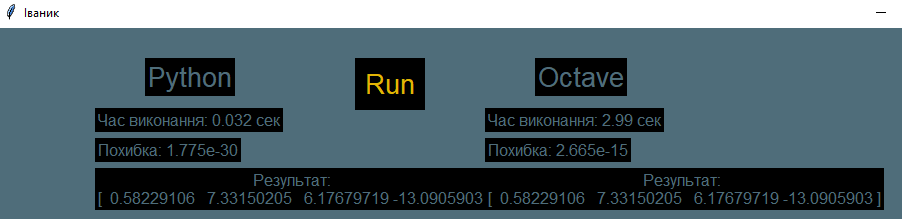 Іваник
Python
Run
Octave
Час виконання: 0.032 сек
Час виконання: 2.99 сек
Похибка: 1.775e-30
Похибка: 2.665e-15
Результат:
[ 0.58229106 7.33150205 6.17679719 -13.0905903
Результат:
[ 0.58229106 7.33150205 6.17679719 -13.0905903 ]